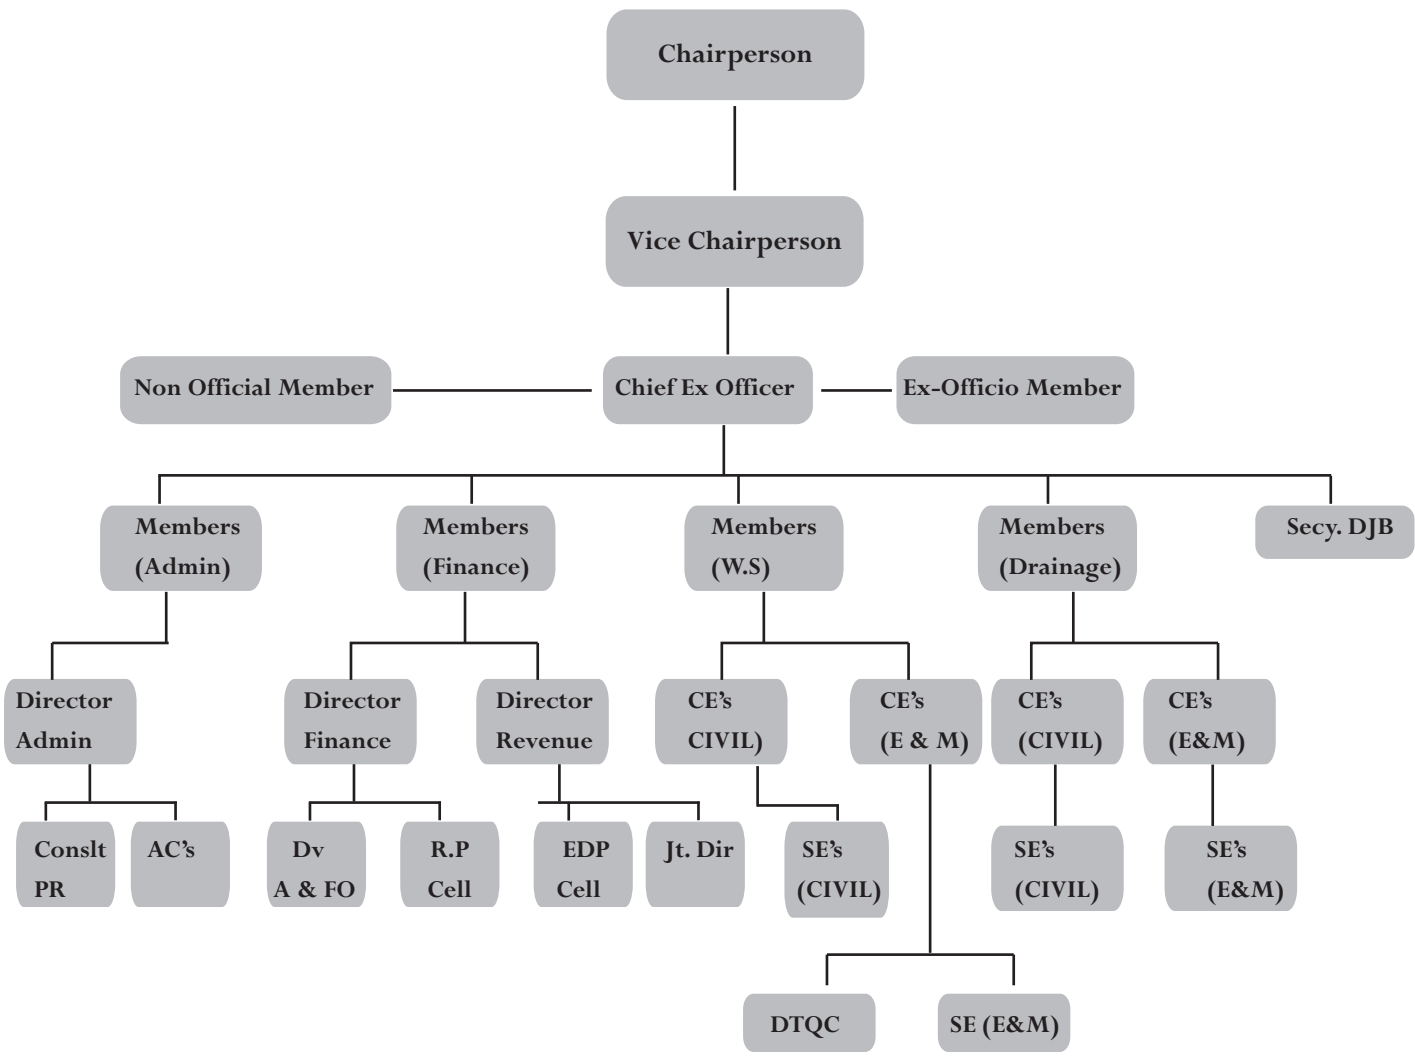 Chairperson
Vice Chairperson
Non Official Member
Chief Ex Officer
Ex-Officio Member
Members
(Admin)
Members
(Finance)
Members
(W.S)
Members
(Drainage)
Secy. DJB
Director
Admin
Director
Finance
Director
Revenue
CE’s
CIVIL)
CE’s
(E & M)
CE’s
(CIVIL)
CE’s
(E&M)
Conslt
PR
AC’s
Dv
A & FO
R.P
Cell
EDP
Cell
Jt. Dir
SE’s
(CIVIL)
SE’s
(CIVIL)
SE’s
(E&M)
DTQC
SE (E&M)